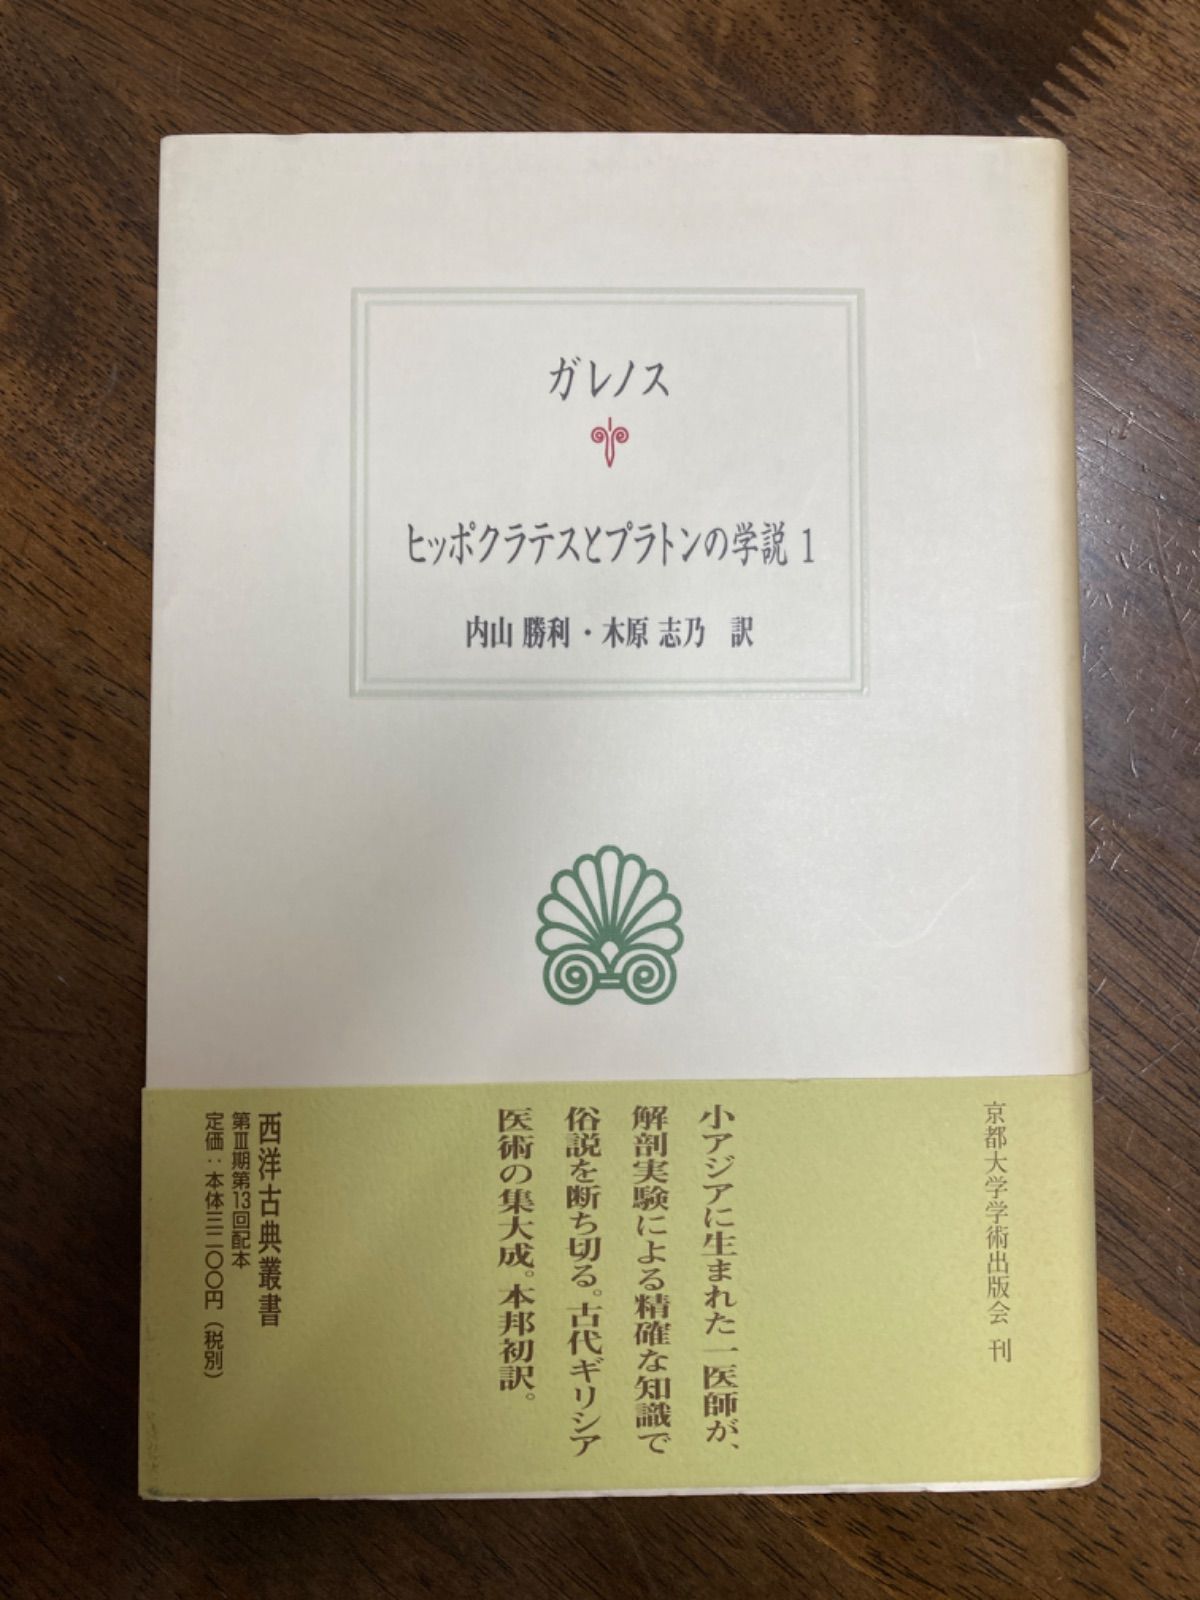 ガレノス
ヒッポクラテスとプラトンの学説 1
内山 勝利・木原 志乃 訳
京都大学学術出版会 刊
小アジアに生まれた一医師が、
解剖実験による精確な知識で
俗説を断ち切る。古代ギリシア
医術の集大成。本邦初訳。
西洋古典叢書
第Ⅲ期第13回配本
定価：本体三二〇〇円（税別）